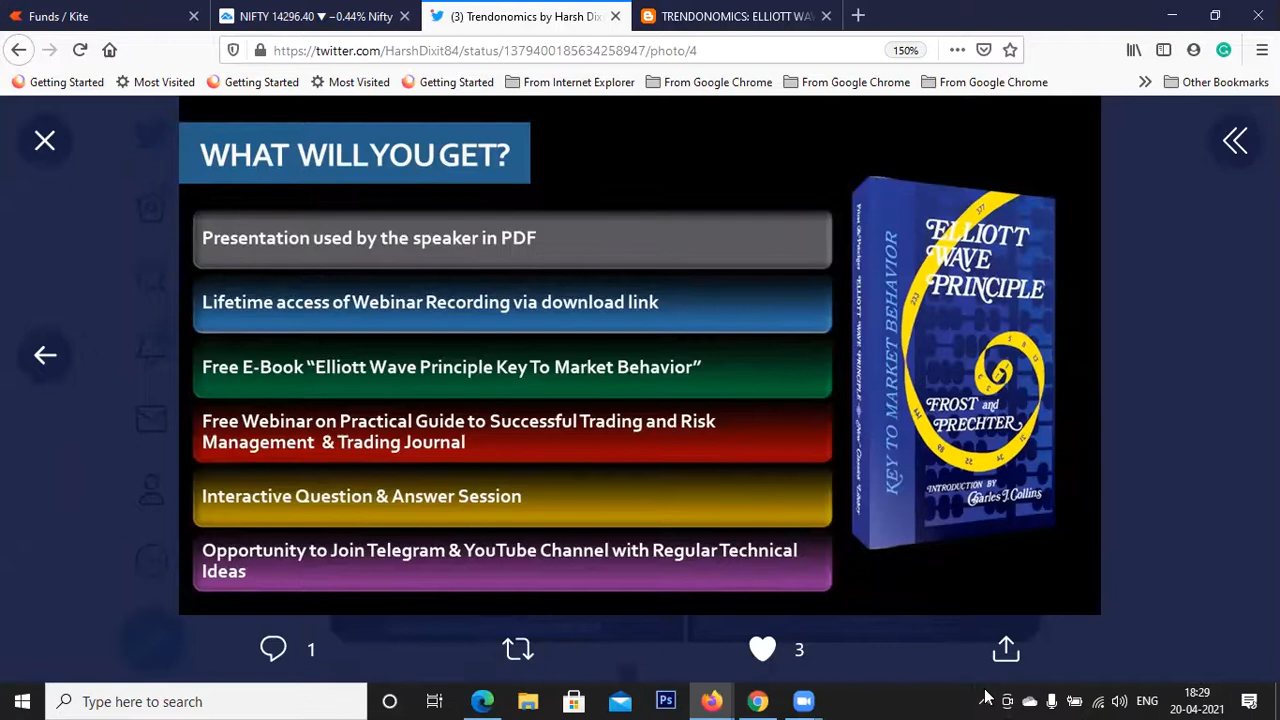 Funds / Kite
NIFTY 14296.40 ▼ −0.44% Nifty
(3) Trendonomics by Harsh Dixi
TRENDONOMICS: ELLIOTT WA
https://twitter.com/HarshDixit84/status/1379400185634258947/photo/4
150%
Getting Started
Most Visited
Getting Started
Most Visited
Getting Started
From Internet Explorer
From Google Chrome
From Google Chrome
From Google Chrome
Other Bookmarks
WHAT WILL YOU GET?
Presentation used by the speaker in PDF
Lifetime access of Webinar Recording via download link
Free E-Book “Elliott Wave Principle Key To Market Behavior”
Free Webinar on Practical Guide to Successful Trading and Risk
Management & Trading Journal
Interactive Question & Answer Session
Opportunity to Join Telegram & YouTube Channel with Regular Technical
Ideas
KEY TO MARKET BEHAVIOR
ELLIOTT
WAVE
PRINCIPLE
FROST and
PRECHTER
INTRODUCTION BY
Charles J. Collins
1
3
Type here to search
Ps
ENG
18:29
20-04-2021